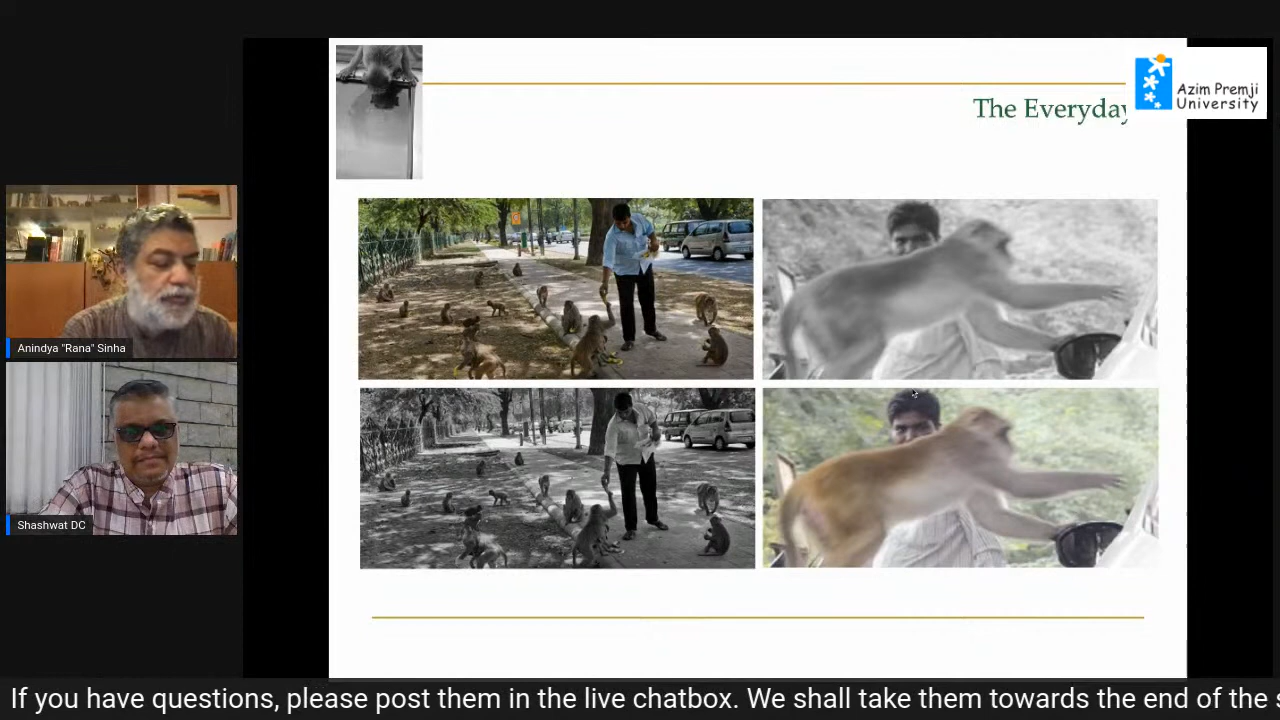 The Everyday
Azim Premji
University
Anindya "Rana" Sinha
Shashwat DC
If you have questions, please post them in the live chatbox. We shall take them towards the end of the